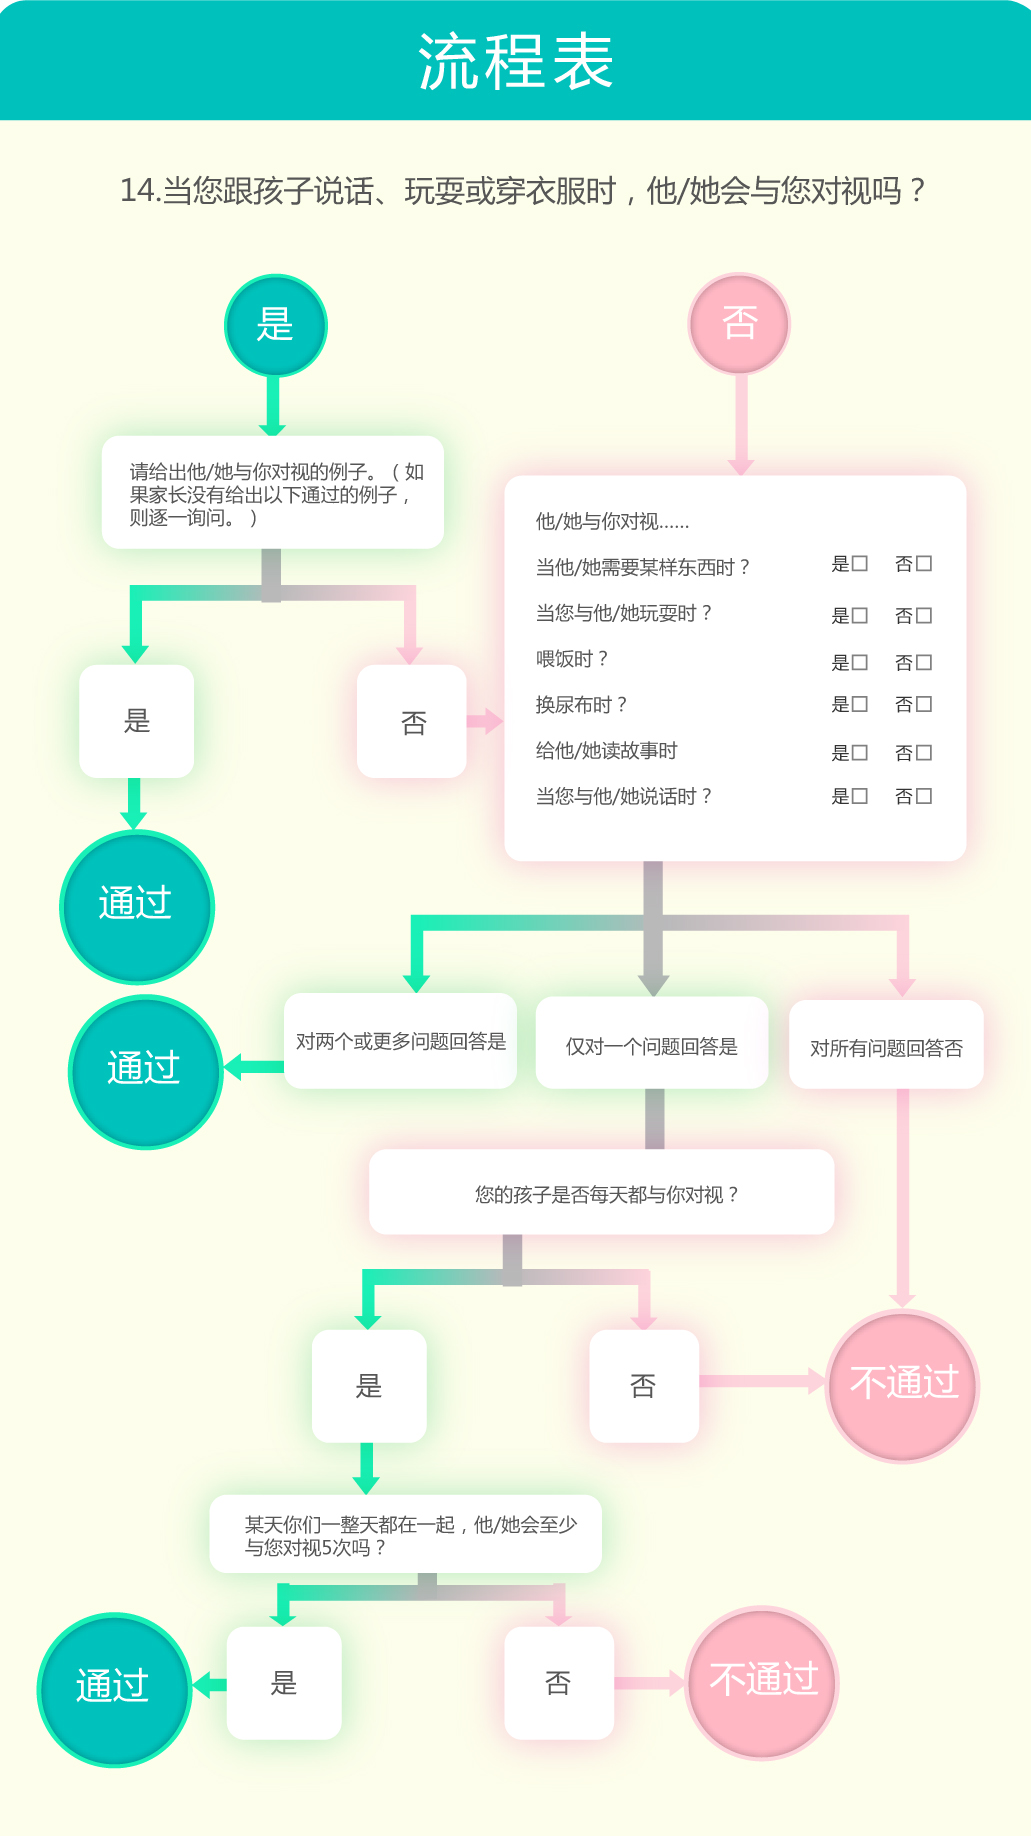 流程表
14.当您跟孩子说话、玩耍或穿衣服时，他/她会与您对视吗？
是
否
请给出他/她与你对视的例子。（如
果家长没有给出以下通过的例子，
则逐一询问。）
他/她与你对视......
当他/她需要某样东西时？ 是□ 否□
当您与他/她玩耍时？ 是□ 否□
喂饭时？ 是□ 否□
换尿布时？ 是□ 否□
给他/她读故事时 是□ 否□
当您与他/她说话时？ 是□ 否□
是
否
通过
对两个或更多问题回答是
仅对一个问题回答是
对所有问题回答否
通过
您的孩子是否每天都与你对视？
是
否
不通过
某天你们一整天都在一起，他/她会至少
与您对视5次吗？
通过
是
否
不通过